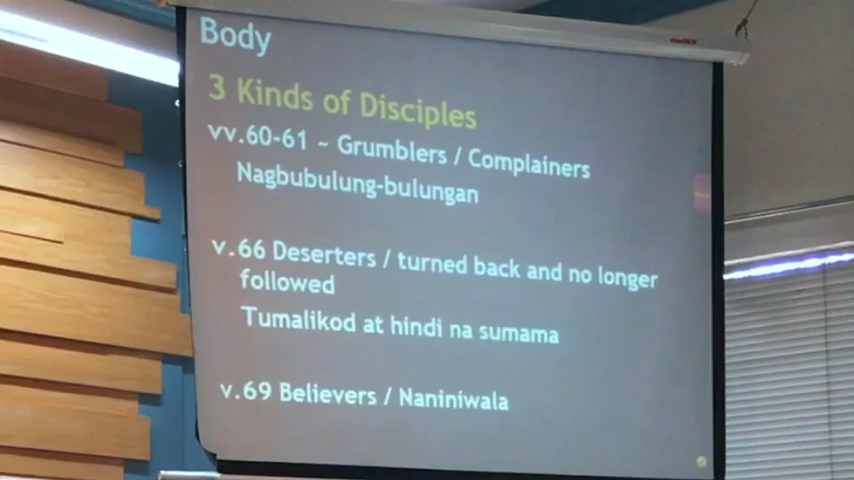 Body
3 Kinds of Disciples
vv.60-61 ~ Grumblers / Complainers
Nagbubulung-bulungan
v.66 Deserters / turned back and no longer
followed
Tumalikod at hindi na sumama
v.69 Believers / Naniniwala